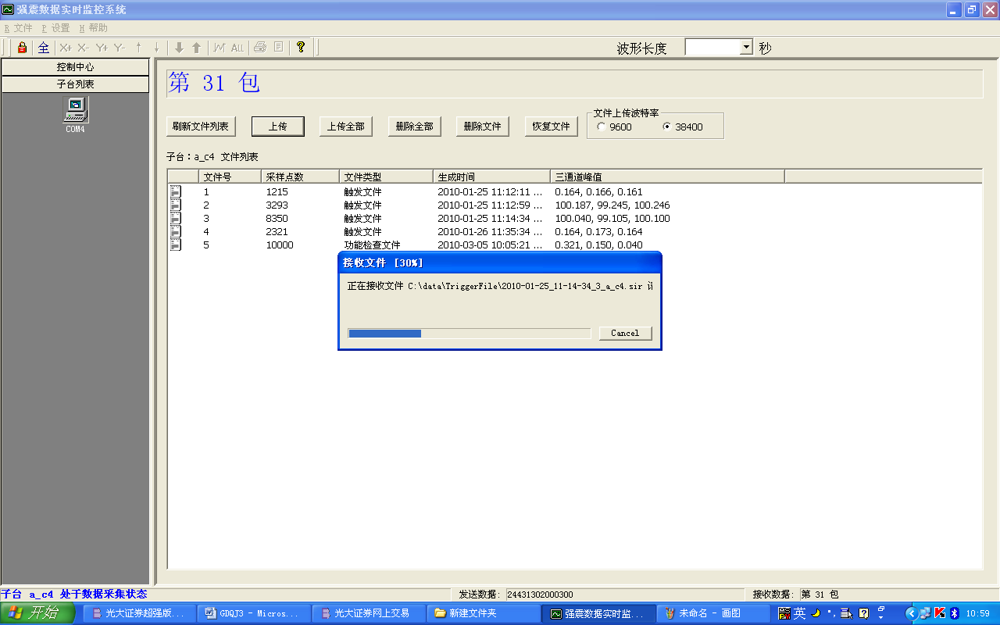 强震数据实时监控系统
R 文件 P 设置 H 帮助
全 X+ X- Y+ Y- ALL 波形长度 秒
控制中心
子台列表
COM4
第 31 包
刷新文件列表 上传 上传全部 删除全部 删除文件 恢复文件 文件上传波特率
9600 38400
子台：a_c4 文件列表
文件号 采样点数 文件类型 生成时间 三通道峰值
1 1215 触发文件 2010-01-25 11:12:11 ... 0.164, 0.166, 0.161
2 3293 触发文件 2010-01-25 11:12:59 ... 100.187, 99.245, 100.246
3 8350 触发文件 2010-01-25 11:14:34 ... 100.040, 99.105, 100.100
4 2321 触发文件 2010-01-26 11:35:34 ... 0.164, 0.173, 0.164
5 10000 功能检查文件 2010-03-05 10:05:21 ... 0.321, 0.150, 0.040
接收文件 [30%]
正在接收文件 C:\data\TriggerFile\2010-01-25_11-14-34_3_a_c4.sir
Cancel
子台 a_c4 处于数据采集状态 发送数据: 24431302000300 接收数据: 第 31 包
开始 光大证券超强版... GDQJ3 - Micros... 光大证券网上交易 新建文件夹 强震数据实时监... 未命名 - 画图 英 10:59